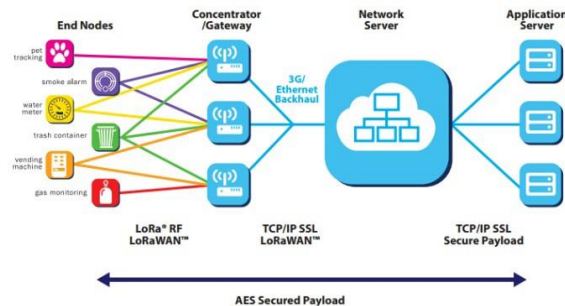 End Nodes
Concentrator
/Gateway
Network
Server
Application
Server
pet
tracking
smoke alarm
water
meter
trash container
vending
machine
gas monitoring
3G/
Ethernet
Backhaul
LoRa® RF
LoRaWAN™
TCP/IP SSL
LoRaWAN™
TCP/IP SSL
Secure Payload
AES Secured Payload